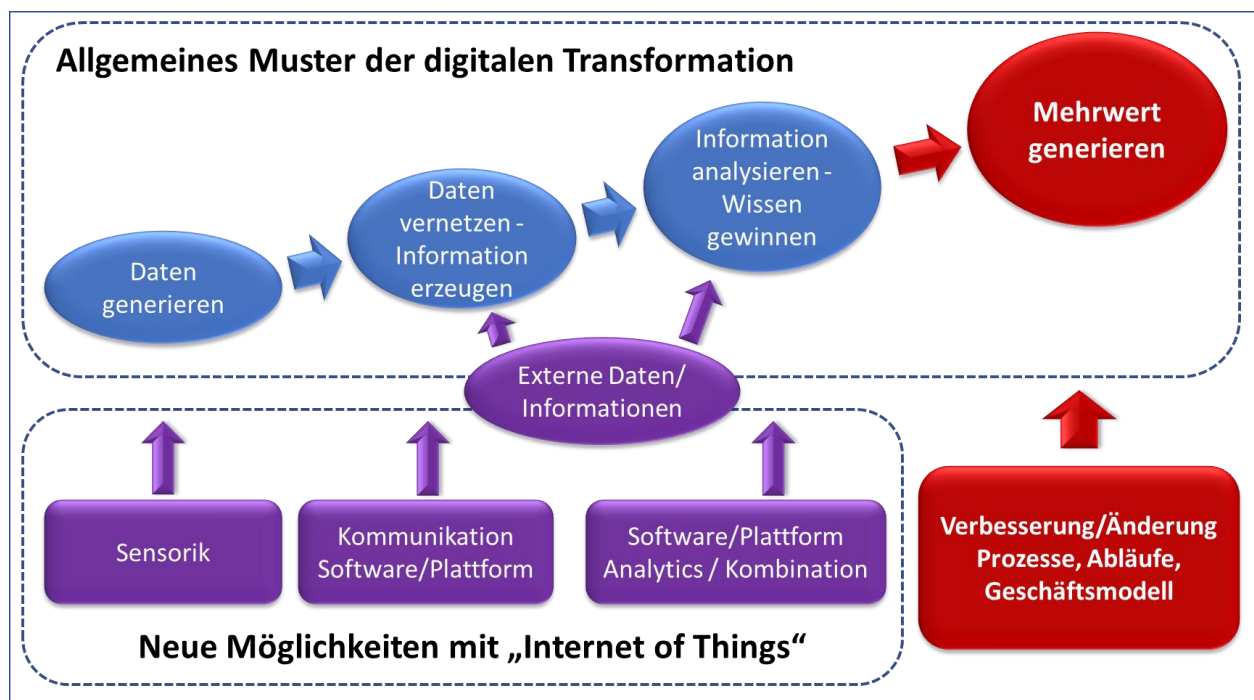 Allgemeines Muster der digitalen Transformation
Daten
generieren
Daten
vernetzen -
Information
erzeugen
Information
analysieren -
Wissen
gewinnen
Mehrwert
generieren
Externe Daten/
Informationen
Sensorik
Kommunikation
Software/Plattform
Software/Plattform
Analytics / Kombination
Verbesserung/Änderung
Prozesse, Abläufe,
Geschäftsmodell
Neue Möglichkeiten mit „Internet of Things“